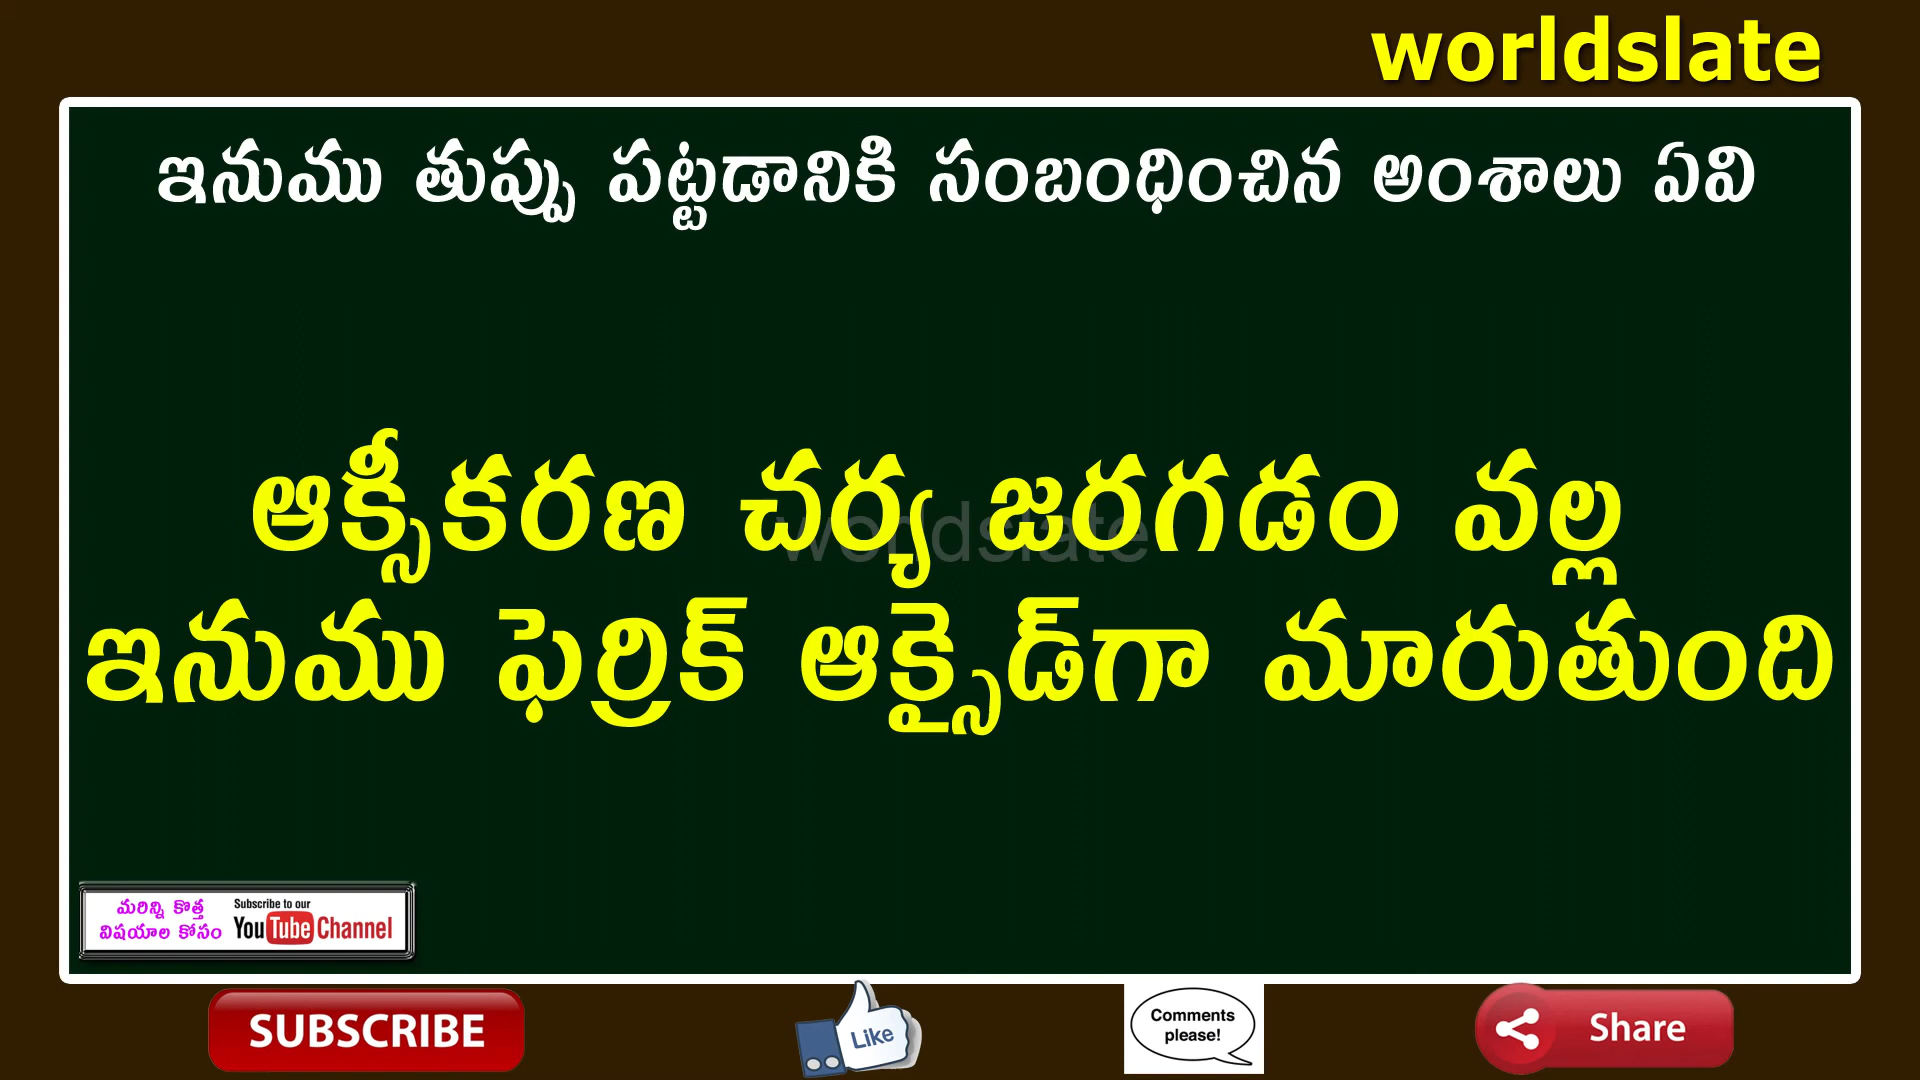 worldslate
ఇనుము తుప్పు పట్టడానికి సంబంధించిన అంశాలు ఏవి
ఆక్సీకరణ చర్య జరగడం వల్ల
worldslate
ఇనుము ఫెర్రిక్ ఆక్సైడ్‌గా మారుతుంది
మరిన్ని కొత్త
విషయాల కోసం
Subscribe to our
YouTube Channel
SUBSCRIBE
Like
Comments
please!
Share